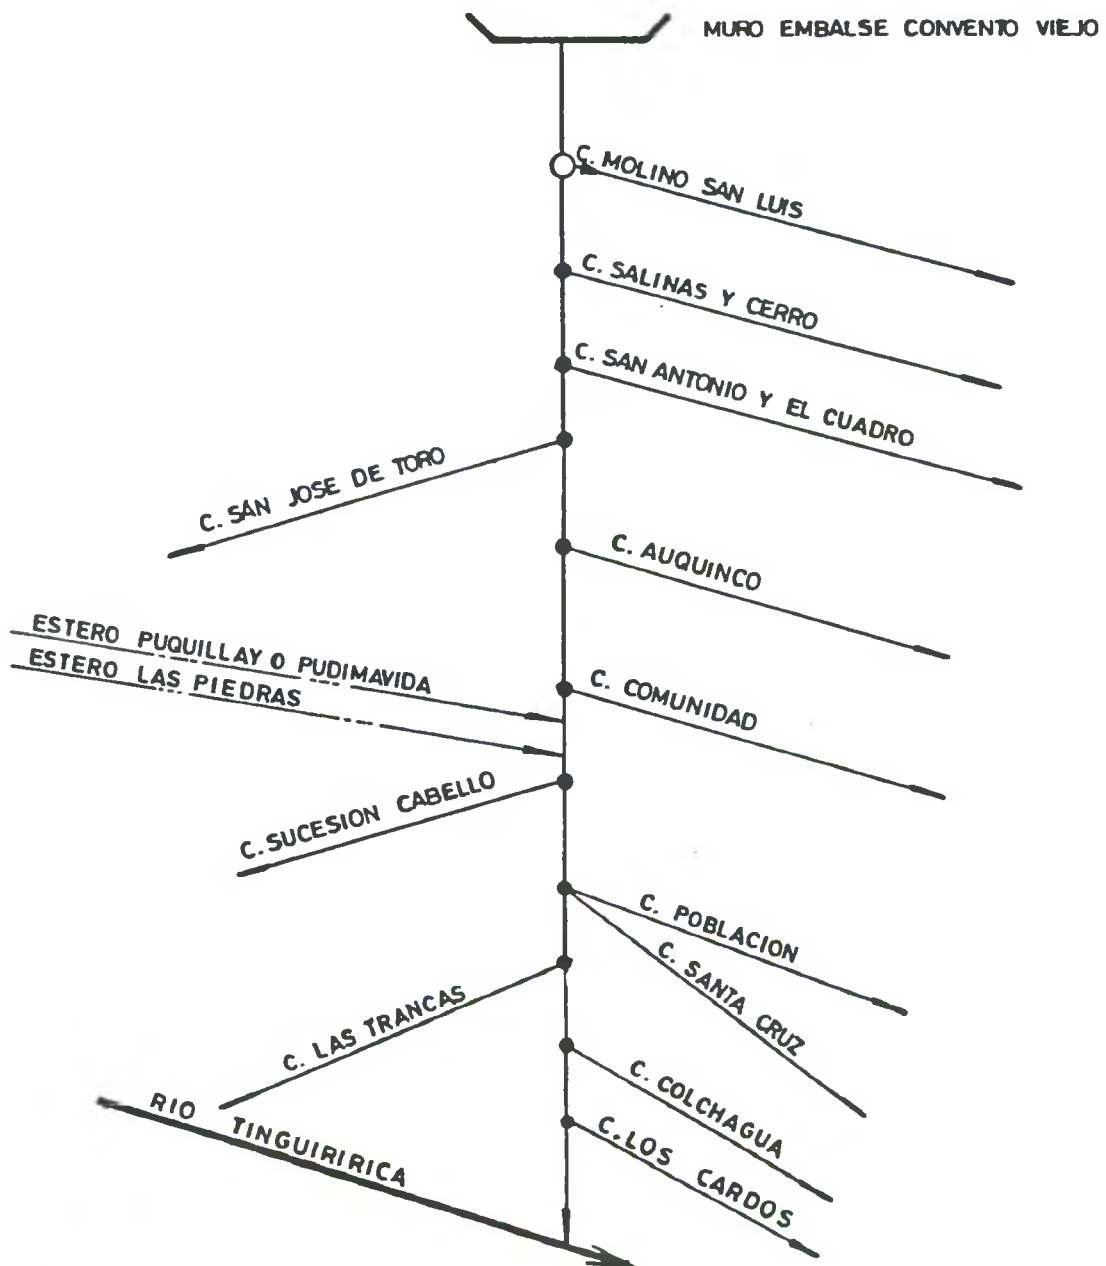 MURO EMBALSE CONVENTO VIEJO
C. MOLINO SAN LUIS
C. SALINAS Y CERRO
C. SAN ANTONIO Y EL CUADRO
C. SAN JOSE DE TORO
C. AUQUINCO
ESTERO PUQUILLAY O PUDIMAVIDA
ESTERO LAS PIEDRAS
C. COMUNIDAD
C. SUCESION CABELLO
C. POBLACION
C. SANTA CRUZ
C. LAS TRANCAS
C. COLCHAGUA
RIO TINGUIRIRICA
C. LOS CARDOS